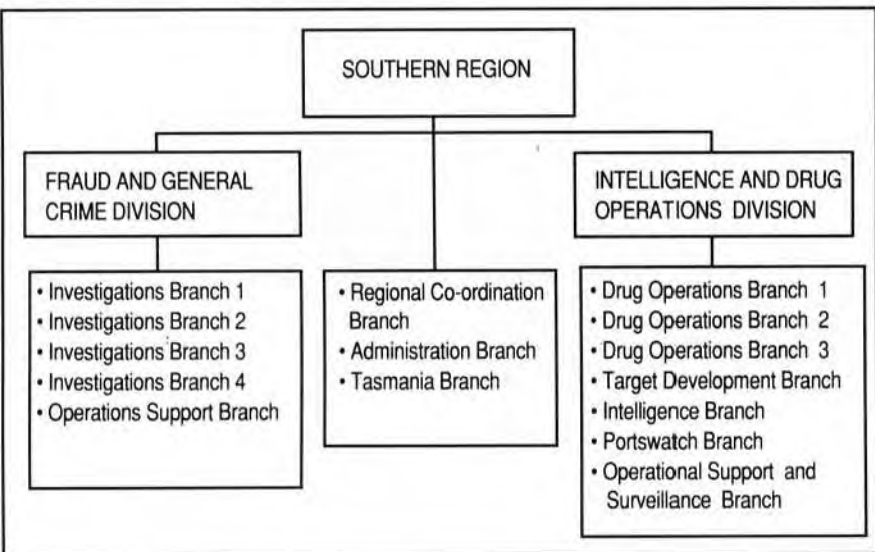 SOUTHERN REGION
FRAUD AND GENERAL
CRIME DIVISION
INTELLIGENCE AND DRUG
OPERATIONS DIVISION
• Investigations Branch 1
• Investigations Branch 2
• Investigations Branch 3
• Investigations Branch 4
• Operations Support Branch
• Regional Co-ordination
Branch
• Administration Branch
• Tasmania Branch
• Drug Operations Branch 1
• Drug Operations Branch 2
• Drug Operations Branch 3
• Target Development Branch
• Intelligence Branch
• Portswatch Branch
• Operational Support and
Surveillance Branch